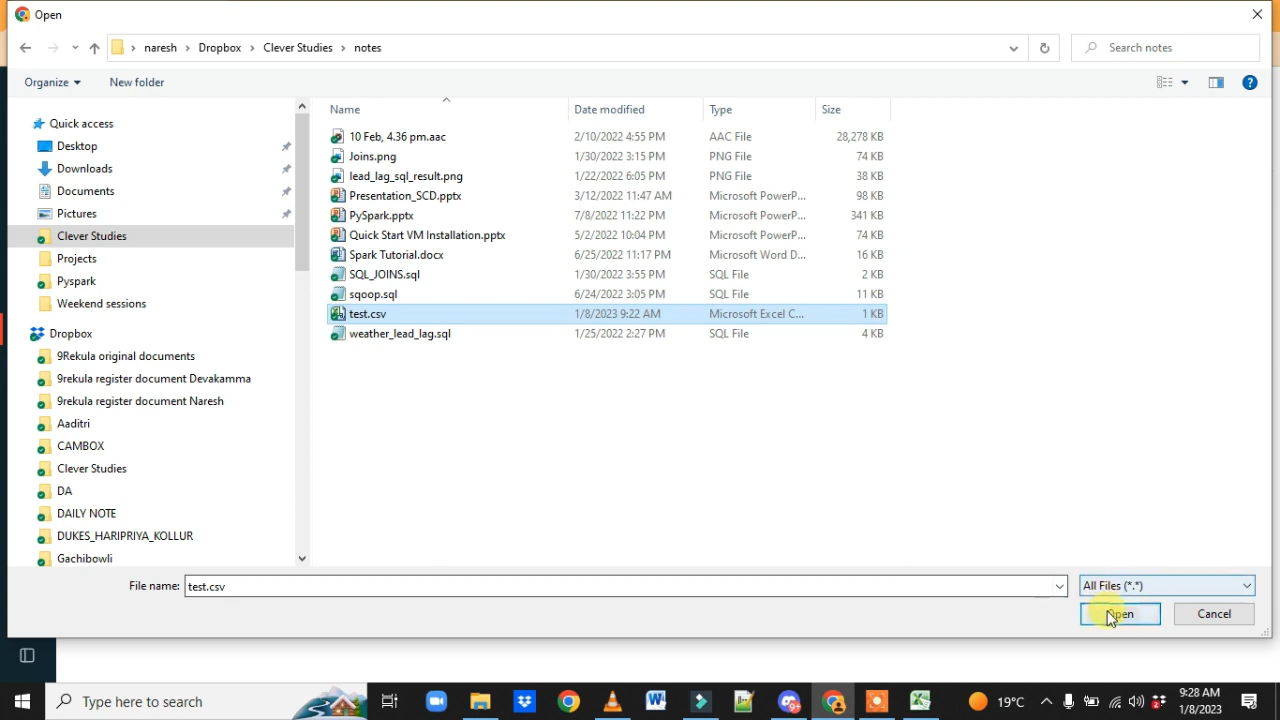 Open
naresh > Dropbox > Clever Studies > notes
Search notes
Organize
New folder
Name
Date modified
Type
Size
Quick access
Desktop
Downloads
Documents
Pictures
Clever Studies
Projects
Pyspark
Weekend sessions
Dropbox
9Rekula original documents
9rekula register document Devakamma
9rekula register document Naresh
Aaditri
CAMBOX
Clever Studies
DA
DAILY NOTE
DUKES_HARIPRIYA_KOLLUR
Gachibowli
10 Feb, 4.36 pm.aac 2/10/2022 4:55 PM AAC File 28,278 KB
Joins.png 1/30/2022 3:15 PM PNG File 74 KB
lead_lag_sql_result.png 1/22/2022 6:05 PM PNG File 38 KB
Presentation_SCD.pptx 3/12/2022 11:47 AM Microsoft PowerP... 98 KB
PySpark.pptx 7/8/2022 11:22 PM Microsoft PowerP... 341 KB
Quick Start VM Installation.pptx 5/2/2022 10:04 PM Microsoft PowerP... 74 KB
Spark Tutorial.docx 6/25/2022 11:17 PM Microsoft Word D... 16 KB
SQL_JOINS.sql 1/30/2022 3:55 PM SQL File 2 KB
sqoop.sql 6/24/2022 3:05 PM SQL File 11 KB
test.csv 1/8/2023 9:22 AM Microsoft Excel C... 1 KB
weather_lead_lag.sql 1/25/2022 2:27 PM SQL File 4 KB
File name: test.csv
All Files (*.*)
Open
Cancel
Type here to search
19°C
9:28 AM
1/8/2023